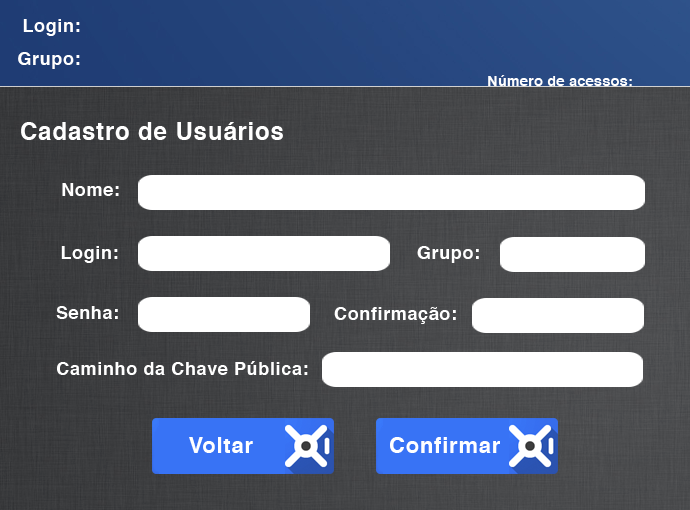 Login:
Grupo:
Número de acessos:
Cadastro de Usuários
Nome:
Login: Grupo:
Senha: Confirmação:
Caminho da Chave Pública:
Voltar Confirmar